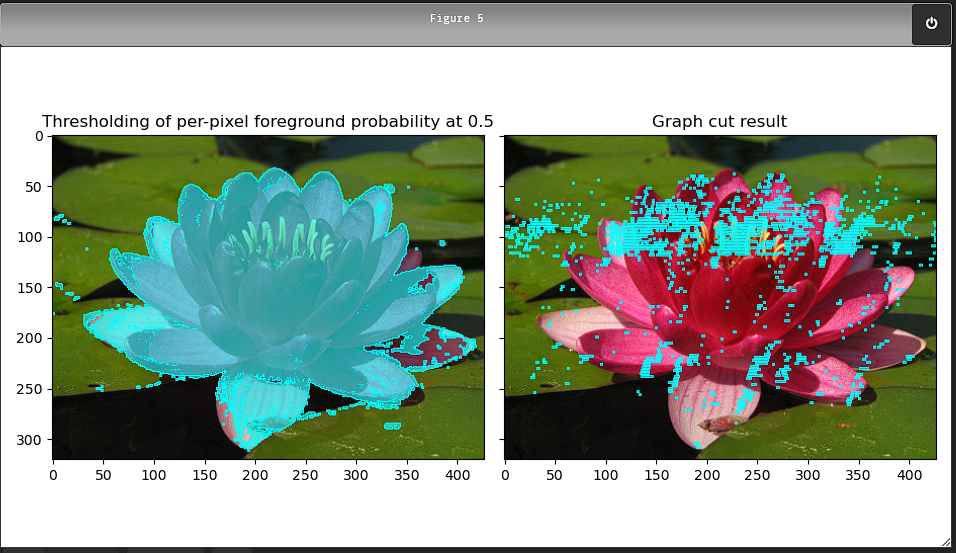 Figure 5
Thresholding of per-pixel foreground probability at 0.5
Graph cut result
0
50
100
150
200
250
300
0 50 100 150 200 250 300 350 400
0 50 100 150 200 250 300 350 400